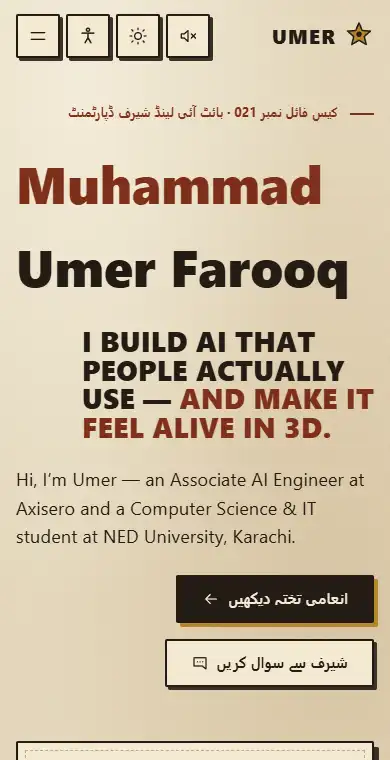 UMER
کیس فائل نمبر 021 · بائٹ آئی لینڈ شیرف ڈپارٹمنٹ
Muhammad
Umer Farooq
I BUILD AI THAT
PEOPLE ACTUALLY
USE — AND MAKE IT
FEEL ALIVE IN 3D.
Hi, I’m Umer — an Associate AI Engineer at
Axisero and a Computer Science & IT
student at NED University, Karachi.
انعامی تختہ دیکھیں ←
شیرف سے سوال کریں